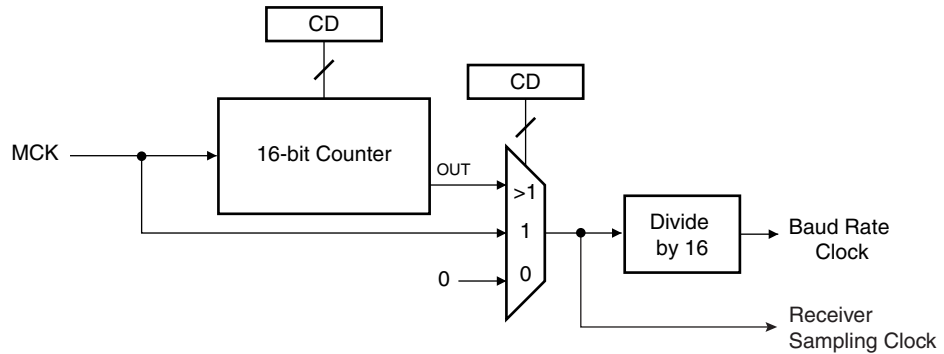 CD
CD
MCK
16-bit Counter
OUT
>1
1
0
0
Divide
by 16
Baud Rate
Clock
Receiver
Sampling Clock